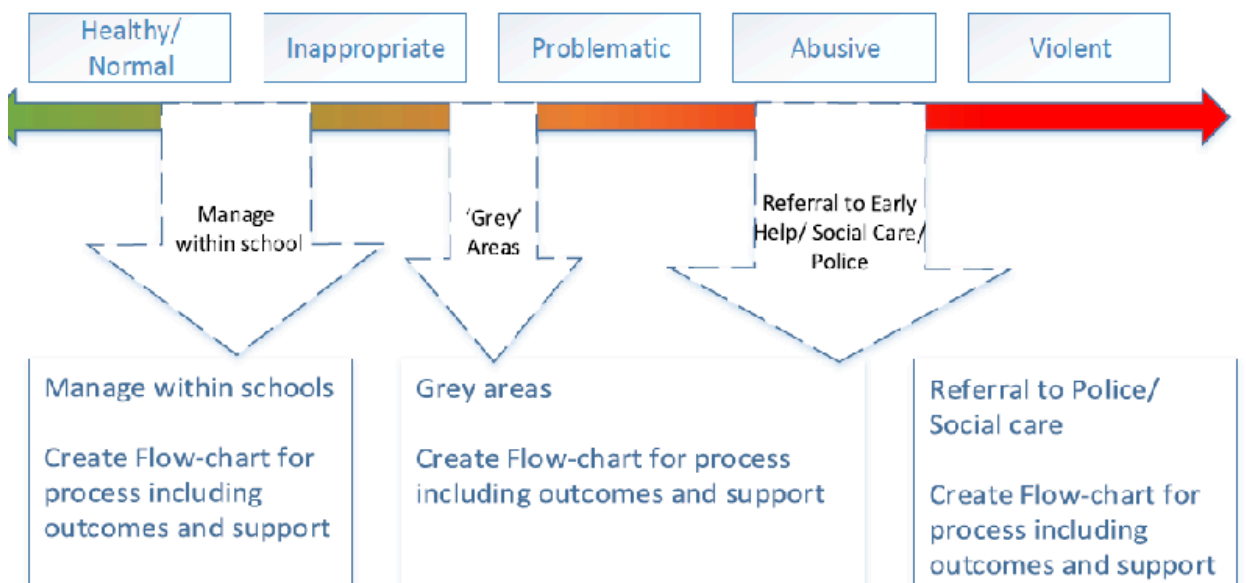 Healthy/
Normal
Inappropriate
Problematic
Abusive
Violent
Manage
within school
‘Grey’
Areas
Referral to Early
Help/ Social Care/
Police
Manage within schools
Create Flow-chart for
process including
outcomes and support
Grey areas
Create Flow-chart for process
including outcomes and support
Referral to Police/
Social care
Create Flow-chart for
process including
outcomes and support